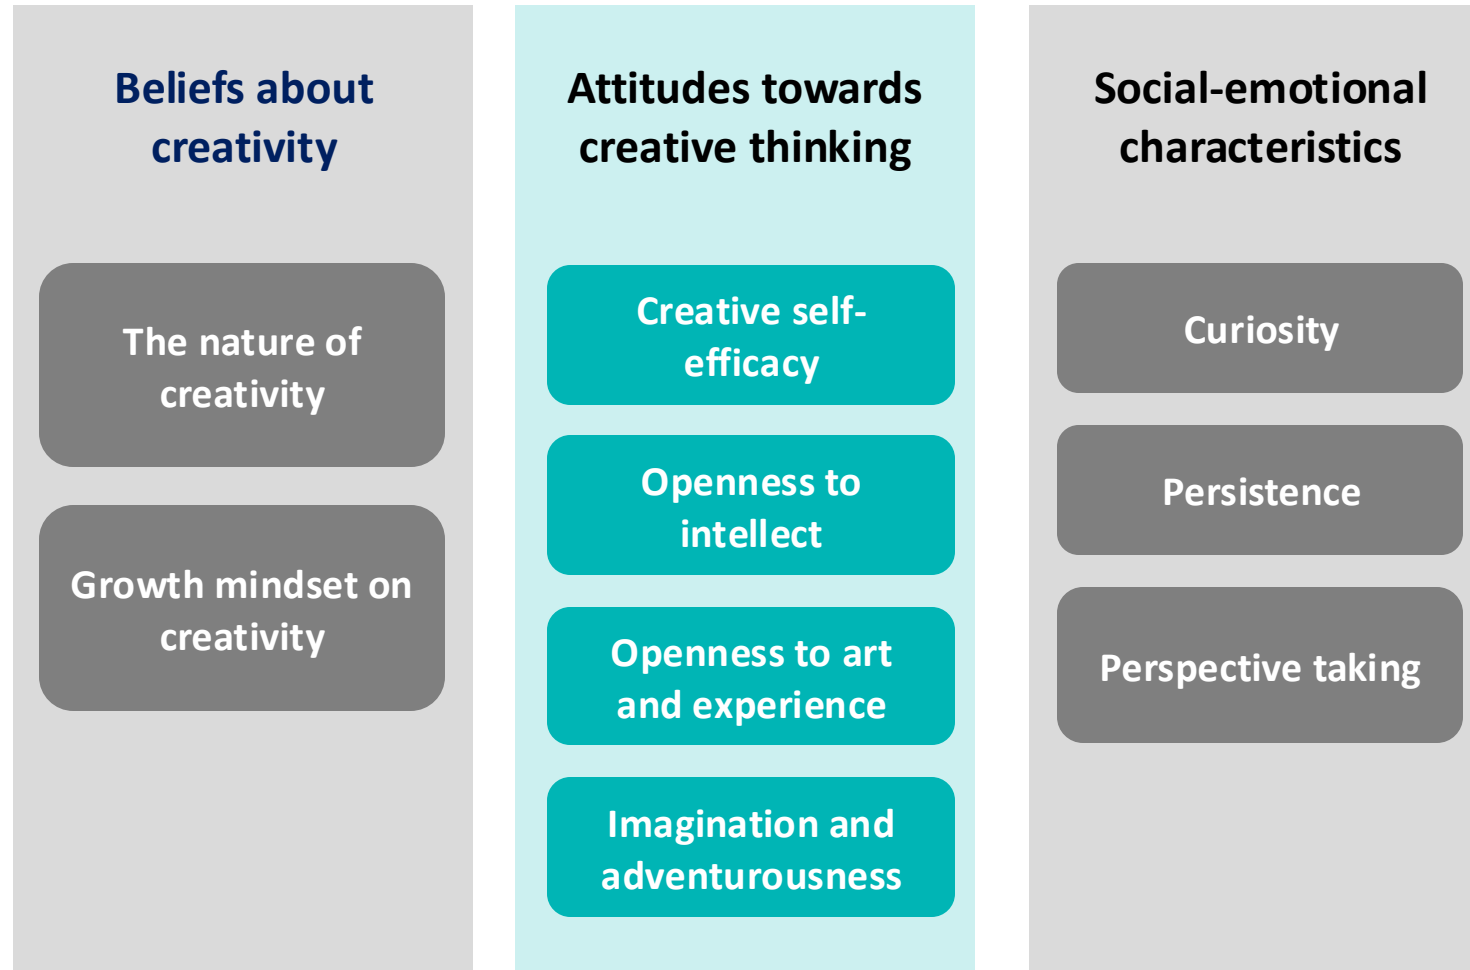 Beliefs about
creativity
The nature of
creativity
Growth mindset on
creativity
Attitudes towards
creative thinking
Creative self-
efficacy
Openness to
intellect
Openness to art
and experience
Imagination and
adventurousness
Social-emotional
characteristics
Curiosity
Persistence
Perspective taking